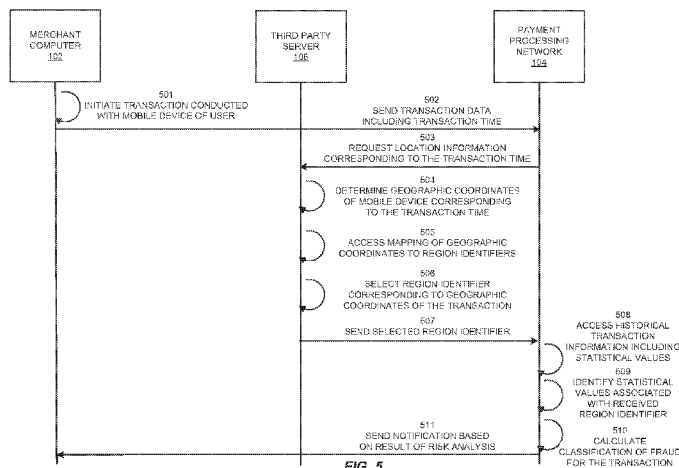 MERCHANT
COMPUTER
102
THIRD PARTY
SERVER
106
PAYMENT
PROCESSING
NETWORK
104
501
INITIATE TRANSACTION CONDUCTED
WITH MOBILE DEVICE OF USER
502
SEND TRANSACTION DATA
INCLUDING TRANSACTION TIME
503
REQUEST LOCATION INFORMATION
CORRESPONDING TO THE TRANSACTION TIME
504
DETERMINE GEOGRAPHIC COORDINATES
OF MOBILE DEVICE CORRESPONDING
TO THE TRANSACTION TIME
505
ACCESS MAPPING OF GEOGRAPHIC
COORDINATES TO REGION IDENTIFIERS
506
SELECT REGION IDENTIFIER
CORRESPONDING TO GEOGRAPHIC
COORDINATES OF THE TRANSACTION
507
SEND SELECTED REGION IDENTIFIER
508
ACCESS HISTORICAL
TRANSACTION
INFORMATION INCLUDING
STATISTICAL VALUES
509
IDENTIFY STATISTICAL
VALUES ASSOCIATED
WITH RECEIVED
REGION IDENTIFIER
510
CALCULATE
CLASSIFICATION OF FRAUD
FOR THE TRANSACTION
511
SEND NOTIFICATION BASED
ON RESULT OF RISK ANALYSIS
FIG. 5